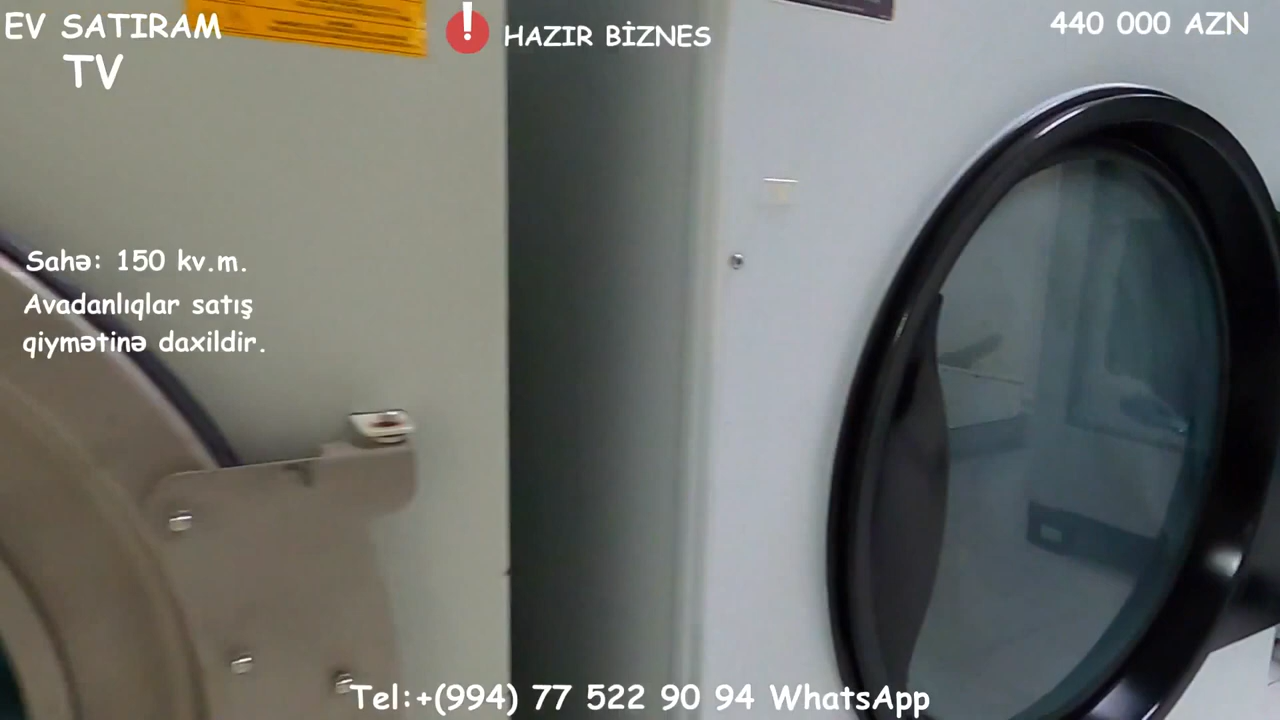 EV SATIRAM
TV
! HAZIR BİZNES
440 000 AZN
Sahə: 150 kv.m.
Avadanlıqlar satış
qiymətinə daxildir.
Tel:+(994) 77 522 90 94 WhatsApp